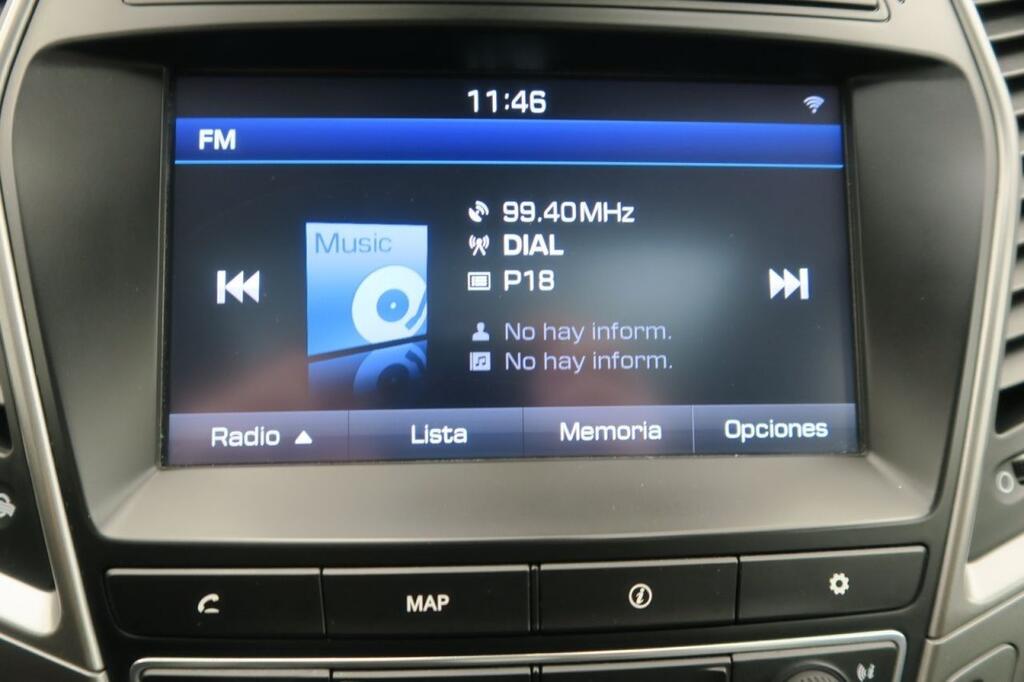 11:46
FM
Music
99.40MHz
DIAL
P18
No hay inform.
No hay inform.
Radio
Lista
Memoria
Opciones
MAP